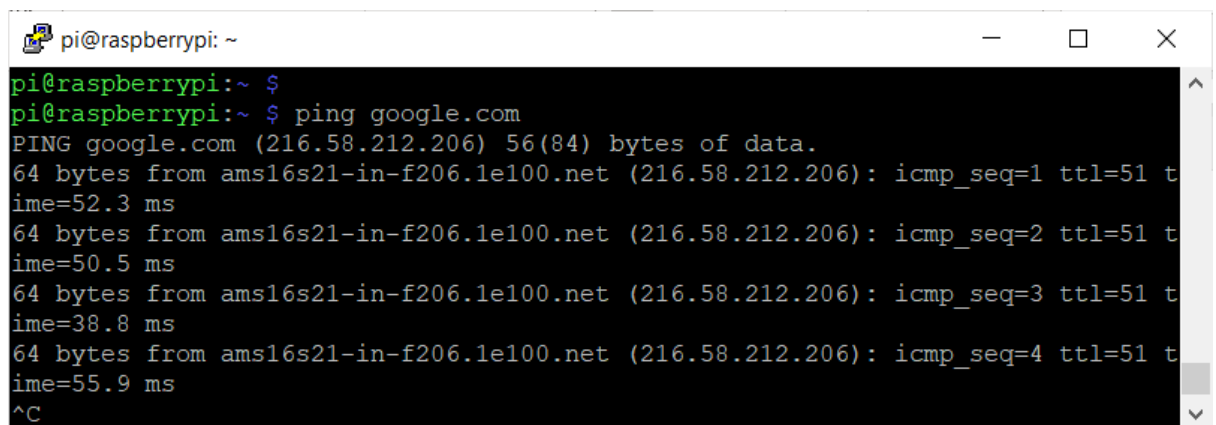 pi@raspberrypi: ~
pi@raspberrypi:~ $
pi@raspberrypi:~ $ ping google.com
PING google.com (216.58.212.206) 56(84) bytes of data.
64 bytes from ams16s21-in-f206.1e100.net (216.58.212.206): icmp_seq=1 ttl=51 t
ime=52.3 ms
64 bytes from ams16s21-in-f206.1e100.net (216.58.212.206): icmp_seq=2 ttl=51 t
ime=50.5 ms
64 bytes from ams16s21-in-f206.1e100.net (216.58.212.206): icmp_seq=3 ttl=51 t
ime=38.8 ms
64 bytes from ams16s21-in-f206.1e100.net (216.58.212.206): icmp_seq=4 ttl=51 t
ime=55.9 ms
^C